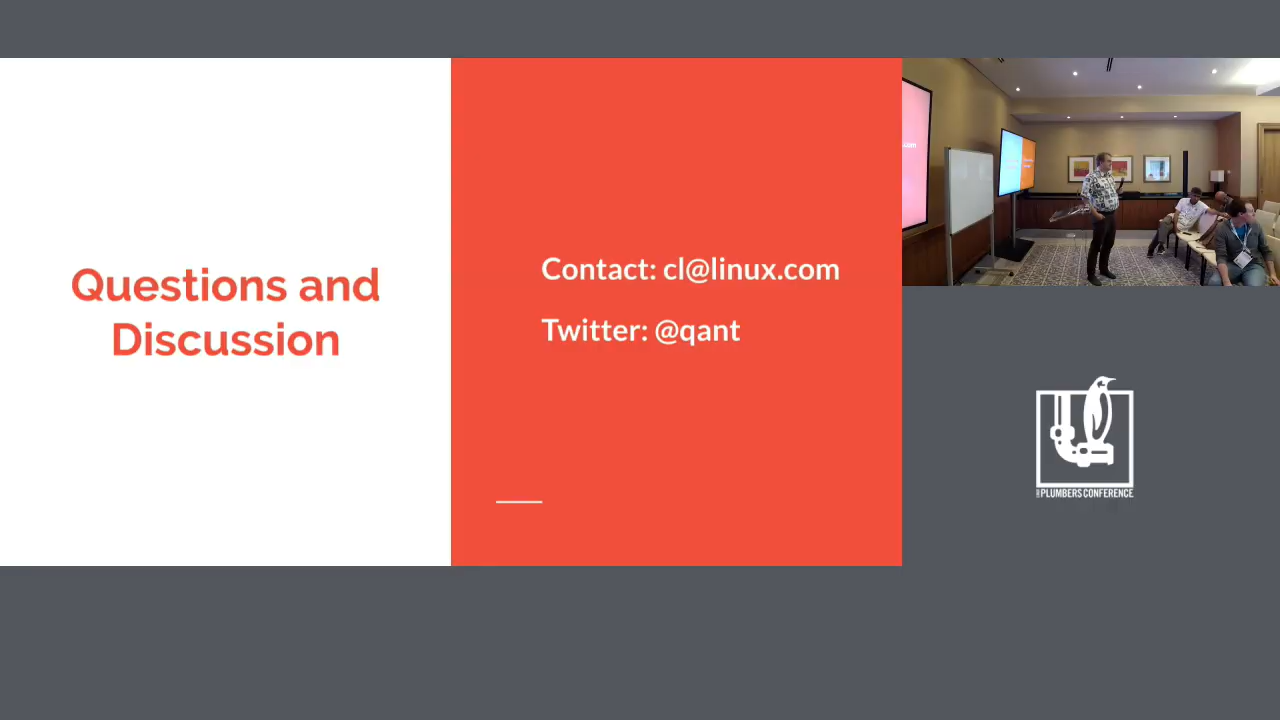 Questions and
Discussion
Contact: cl@linux.com
Twitter: @qant
PLUMBERS CONFERENCE